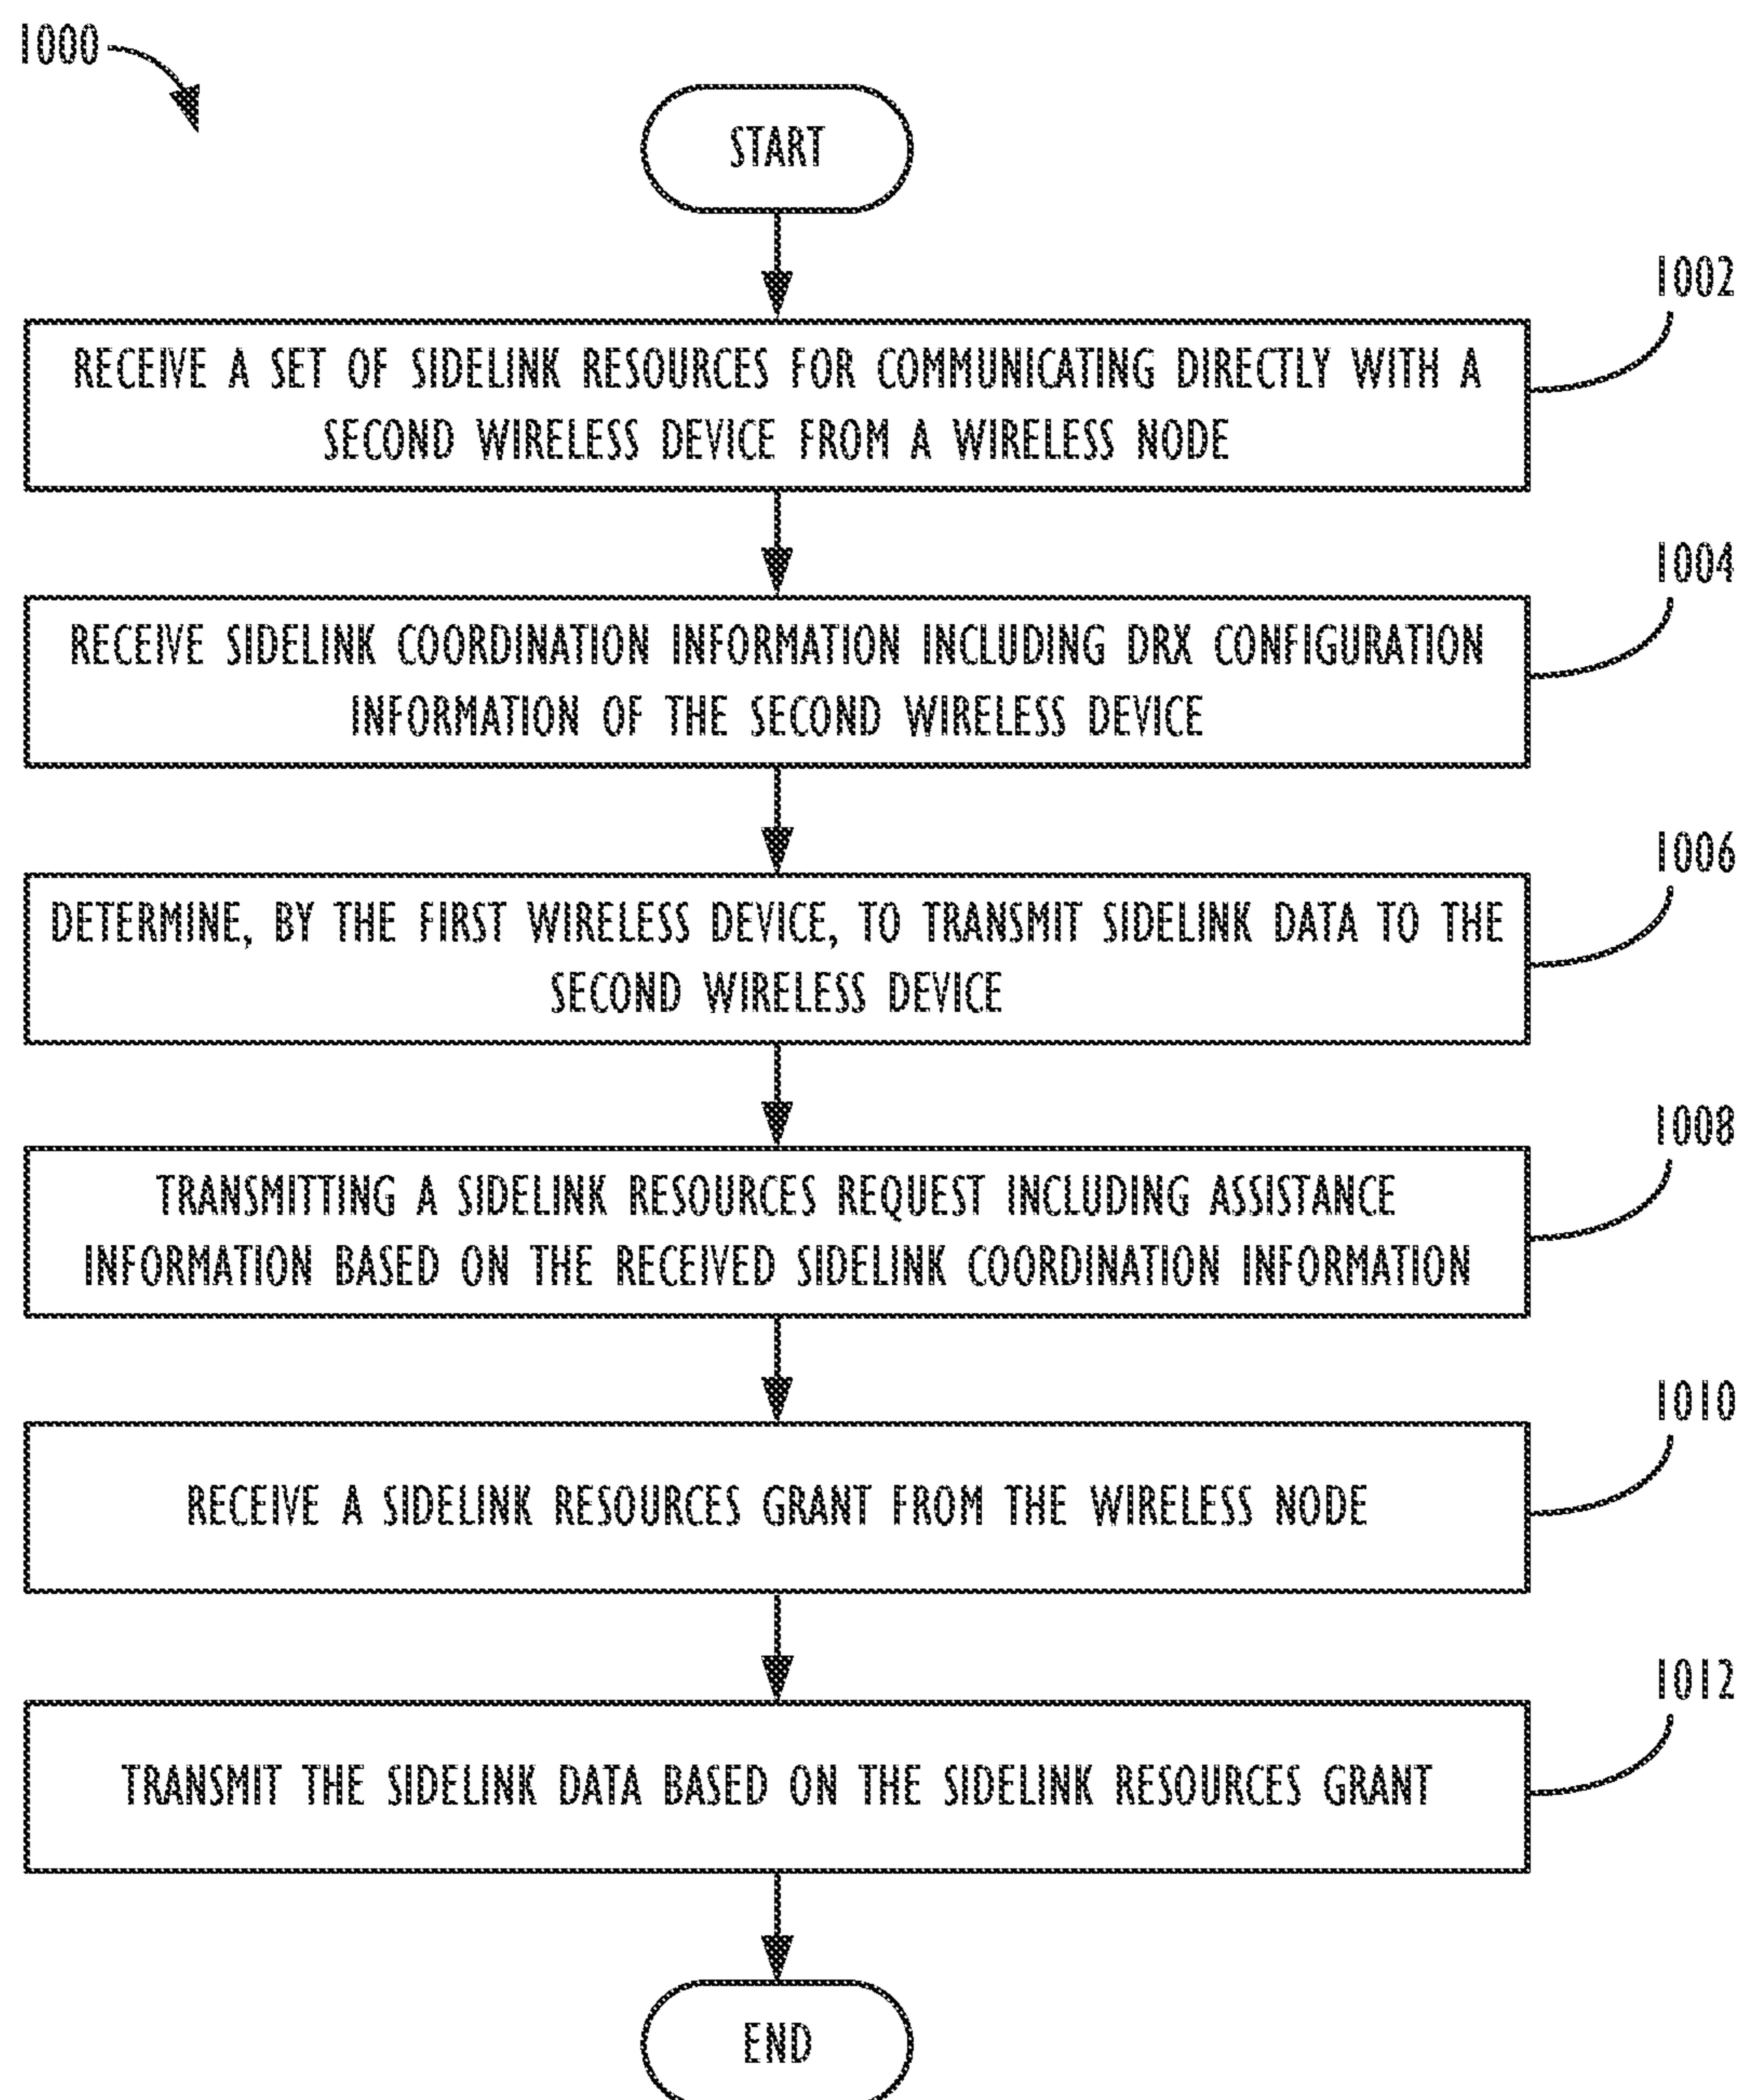 1000
START
1002
RECEIVE A SET OF SIDELINK RESOURCES FOR COMMUNICATING DIRECTLY WITH A
SECOND WIRELESS DEVICE FROM A WIRELESS NODE
1004
RECEIVE SIDELINK COORDINATION INFORMATION INCLUDING DRX CONFIGURATION
INFORMATION OF THE SECOND WIRELESS DEVICE
1006
DETERMINE, BY THE FIRST WIRELESS DEVICE, TO TRANSMIT SIDELINK DATA TO THE
SECOND WIRELESS DEVICE
1008
TRANSMITTING A SIDELINK RESOURCES REQUEST INCLUDING ASSISTANCE
INFORMATION BASED ON THE RECEIVED SIDELINK COORDINATION INFORMATION
1010
RECEIVE A SIDELINK RESOURCES GRANT FROM THE WIRELESS NODE
1012
TRANSMIT THE SIDELINK DATA BASED ON THE SIDELINK RESOURCES GRANT
END